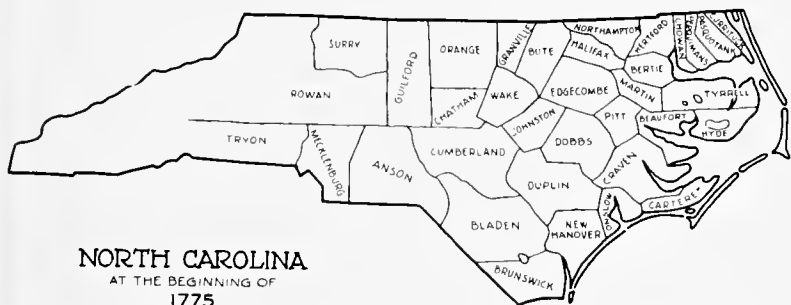 SURRY
GUILFORD
ORANGE
GRANVILLE
BUTE
NORTHAMPTON
HALIFAX
HERTFORD
CHOWAN
PERQUIMANS
PASQUOTANK
CURRITUCK
BERTIE
ROWAN
CHATHAM
WAKE
EDGECOMBE
MARTIN
TYRRELL
JOHNSTON
PITT
BEAUFORT
HYDE
TRYON
MECKLENBURG
ANSON
CUMBERLAND
DOBBS
CRAVEN
DUPLIN
BLADEN
NEW
HANOVER
ONSLOW
CARTERET
BRUNSWICK
NORTH CAROLINA
AT THE BEGINNING OF
1775